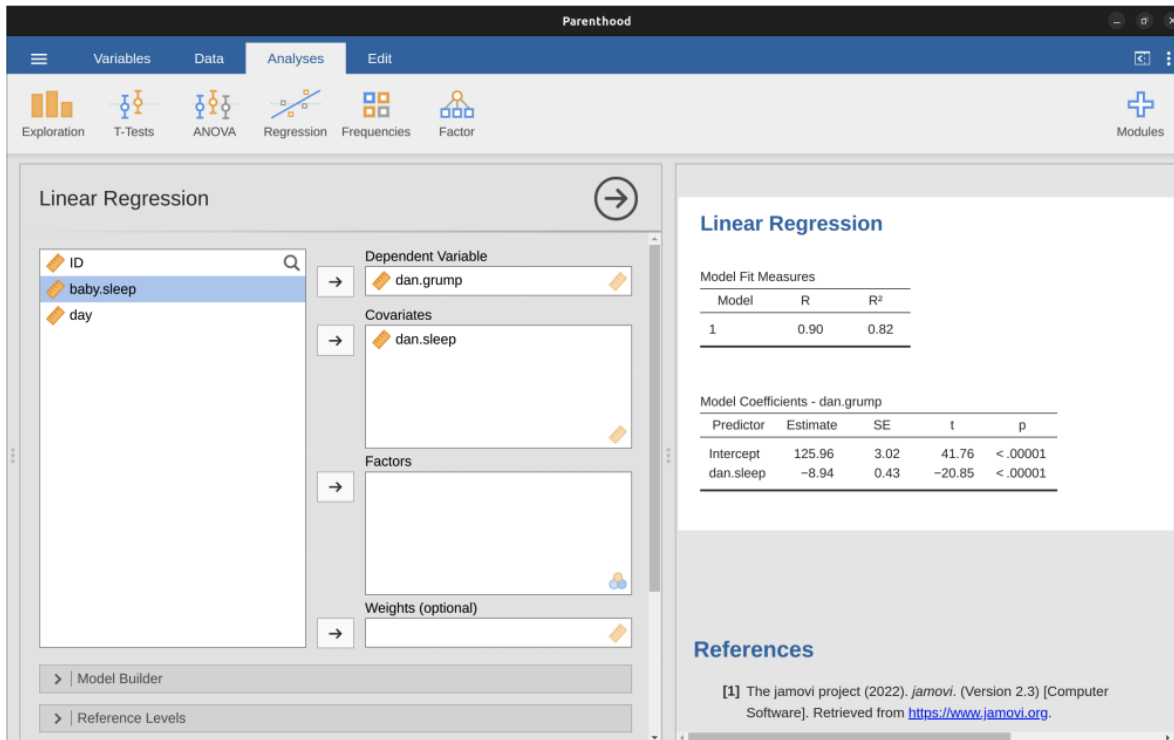 Parenthood
Variables Data Analyses Edit
Exploration T-Tests ANOVA Regression Frequencies Factor Modules
Linear Regression
ID
baby.sleep
day
Dependent Variable
dan.grump
Covariates
dan.sleep
Factors
Weights (optional)
Model Builder
Reference Levels
Linear Regression
Model Fit Measures
Model R R²
1 0.90 0.82
Model Coefficients - dan.grump
Predictor Estimate SE t p
Intercept 125.96 3.02 41.76 < .00001
dan.sleep −8.94 0.43 −20.85 < .00001
References
[1] The jamovi project (2022). jamovi. (Version 2.3) [Computer
Software]. Retrieved from https://www.jamovi.org.